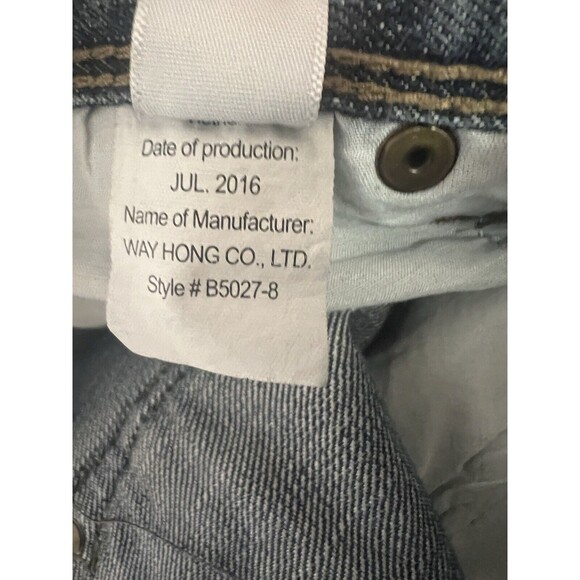 Date of production:
JUL. 2016
Name of Manufacturer:
WAY HONG CO., LTD.
Style # B5027-8